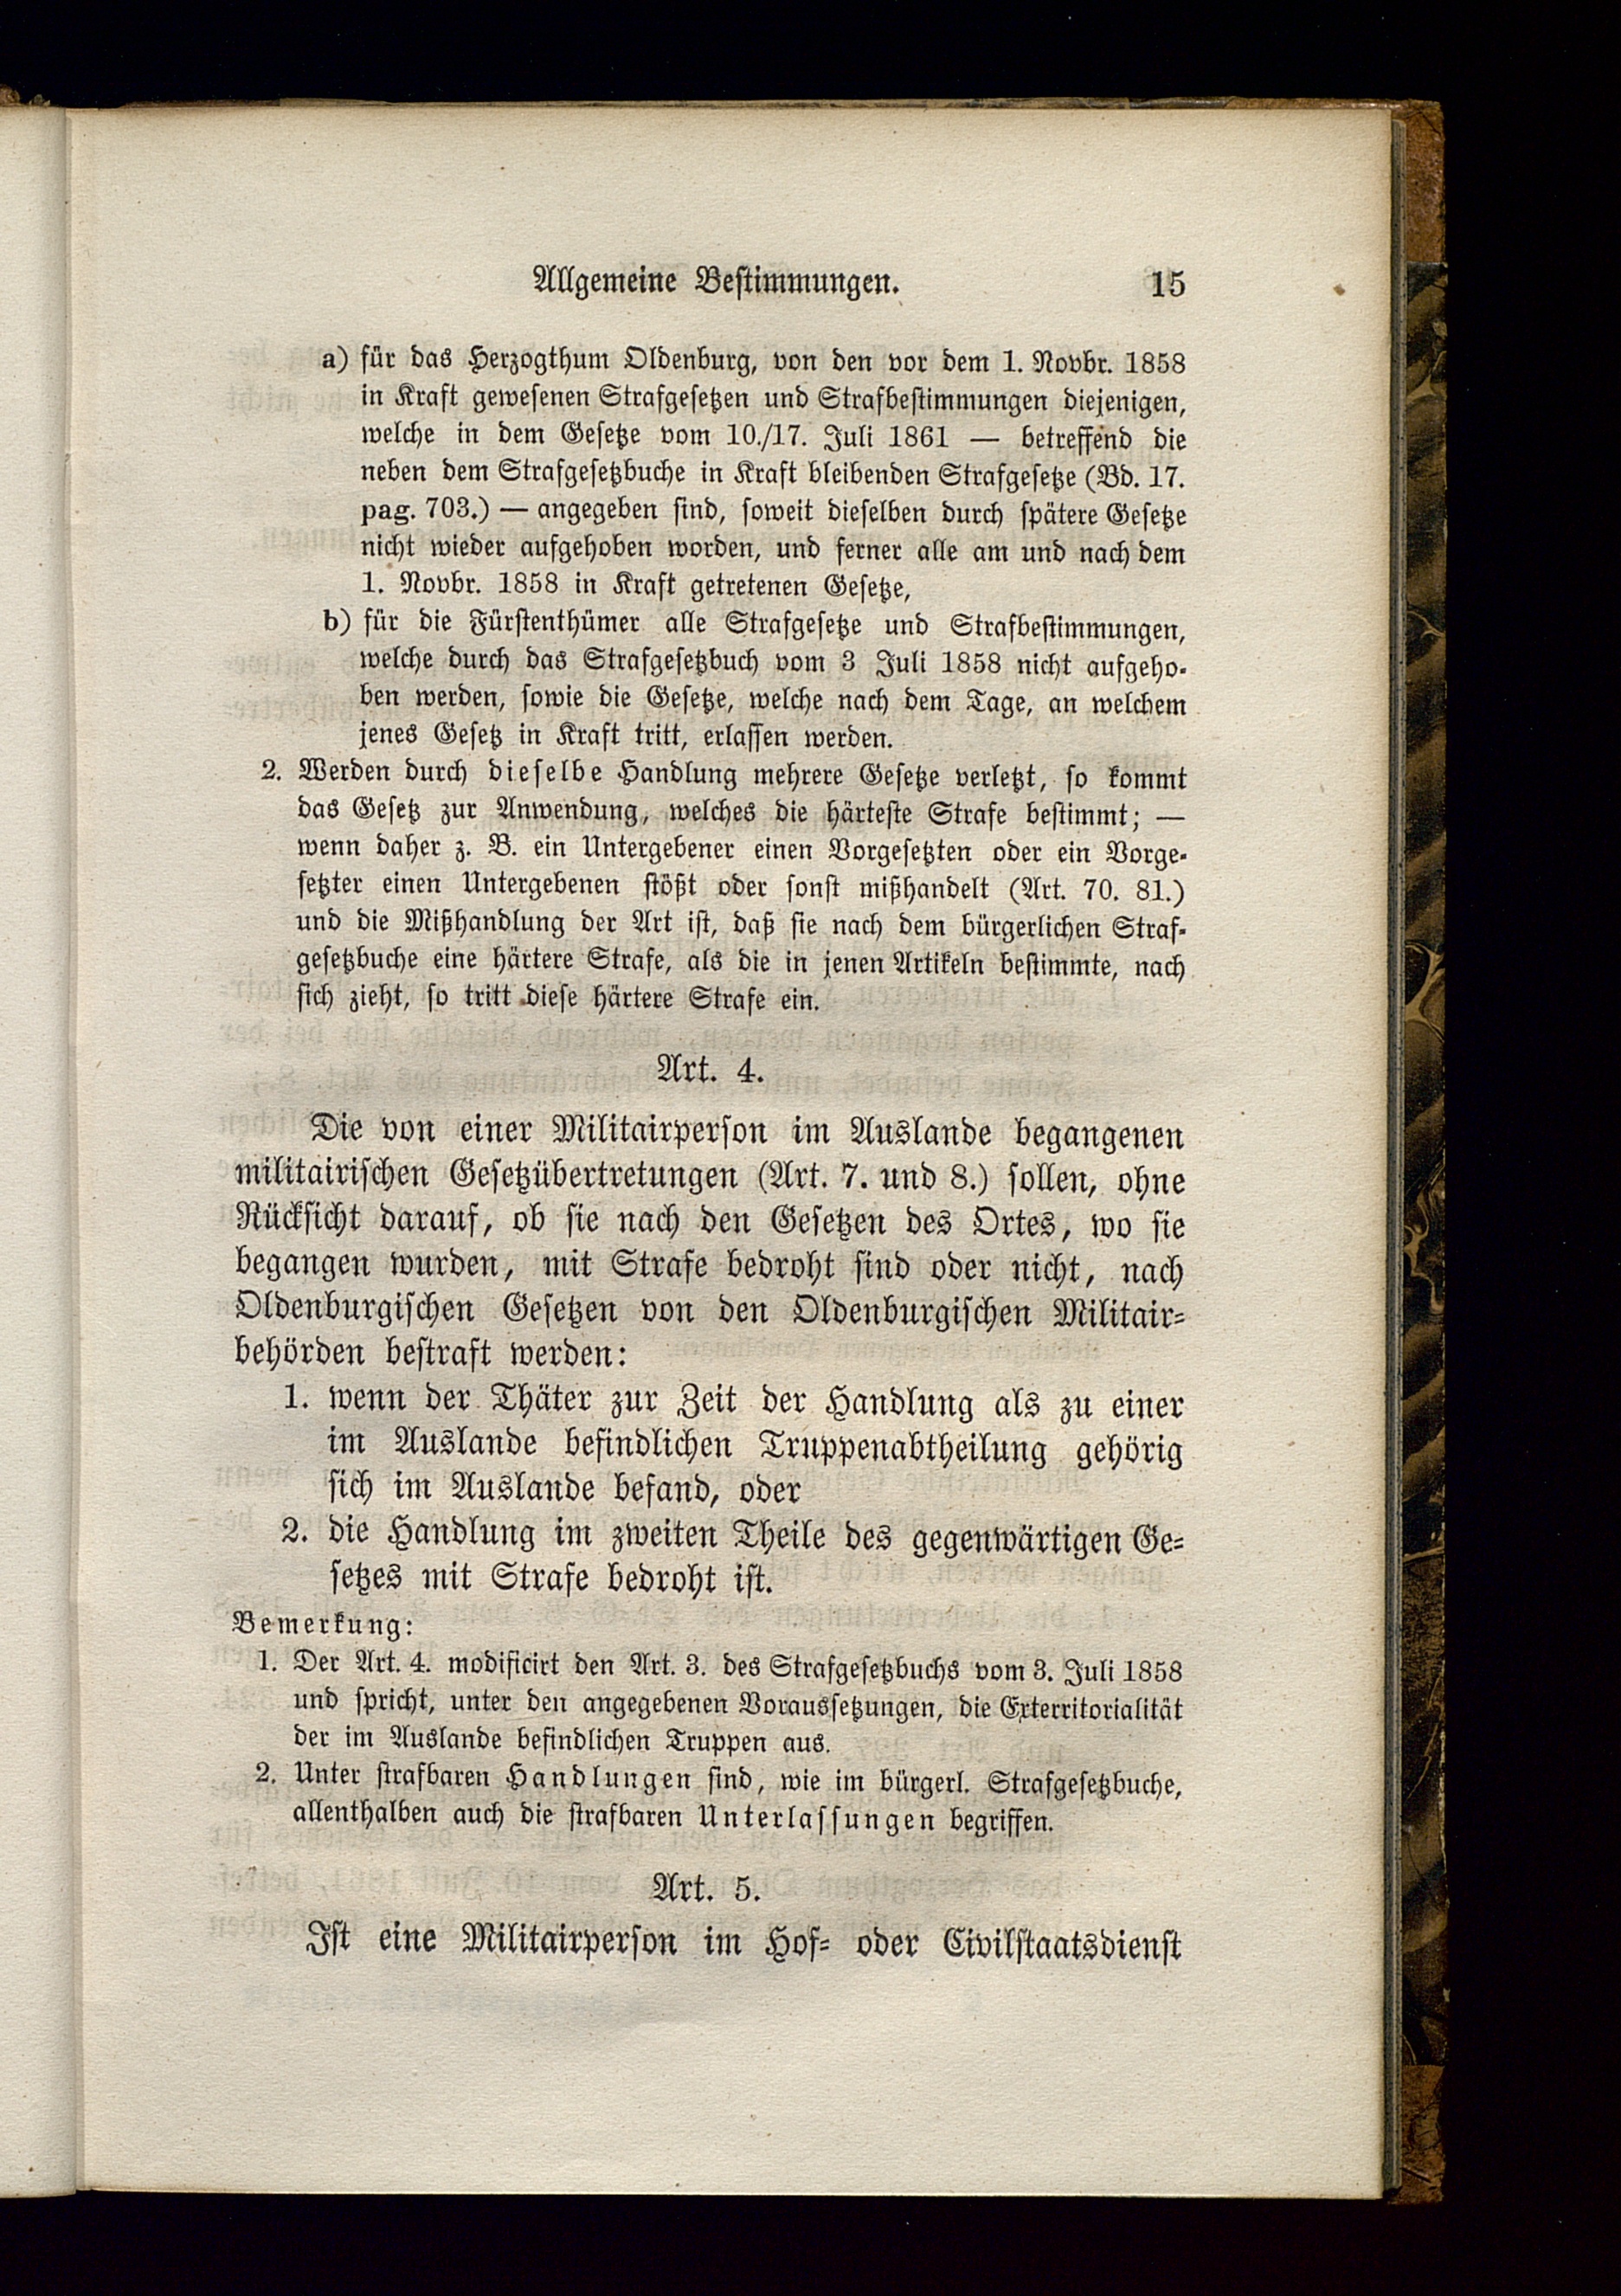 Allgemeine Bestimmungen. 15
a) für das Herzogthum Oldenburg, von den vor dem 1. Novbr. 1858
in Kraft gewesenen Strafgesetzen und Strafbestimmungen diejenigen,
welche in dem Gesetze vom 10./17. Juli 1861 — betreffend die
neben dem Strafgesetzbuche in Kraft bleibenden Strafgesetze (Bd. 17.
pag. 703.) — angegeben sind, soweit dieselben durch spätere Gesetze
nicht wieder aufgehoben worden, und ferner alle am und nach dem
1. Novbr. 1858 in Kraft getretenen Gesetze,
b) für die Fürstenthümer alle Strafgesetze und Strafbestimmungen,
welche durch das Strafgesetzbuch vom 3 Juli 1858 nicht aufgeho-
ben werden, sowie die Gesetze, welche nach dem Tage, an welchem
jenes Gesetz in Kraft tritt, erlassen werden.
2. Werden durch dieselbe Handlung mehrere Gesetze verletzt, so kommt
das Gesetz zur Anwendung, welches die härteste Strafe bestimmt; —
wenn daher z. B. ein Untergebener einen Vorgesetzten oder ein Vorge-
setzter einen Untergebenen stößt oder sonst mißhandelt (Art. 70. 81.)
und die Mißhandlung der Art ist, daß sie nach dem bürgerlichen Straf-
gesetzbuche eine härtere Strafe, als die in jenen Artikeln bestimmte, nach
sich zieht, so tritt diese härtere Strafe ein.
Art. 4.
Die von einer Militairperson im Auslande begangenen
militairischen Gesetzübertretungen (Art. 7. und 8.) sollen, ohne
Rücksicht darauf, ob sie nach den Gesetzen des Ortes, wo sie
begangen wurden, mit Strafe bedroht sind oder nicht, nach
Oldenburgischen Gesetzen von den Oldenburgischen Militair-
behörden bestraft werden:
1. wenn der Thäter zur Zeit der Handlung als zu einer
im Auslande befindlichen Truppenabtheilung gehörig
sich im Auslande befand, oder
2. die Handlung im zweiten Theile des gegenwärtigen Ge-
setzes mit Strafe bedroht ist.
Bemerkung:
1. Der Art. 4. modificirt den Art. 3. des Strafgesetzbuchs vom 3. Juli 1858
und spricht, unter den angegebenen Voraussetzungen, die Exterritorialität
der im Auslande befindlichen Truppen aus.
2. Unter strafbaren Handlungen sind, wie im bürgerl. Strafgesetzbuche,
allenthalben auch die strafbaren Unterlassungen begriffen.
Art. 5.
Ist eine Militairperson im Hof- oder Civilstaatsdienst